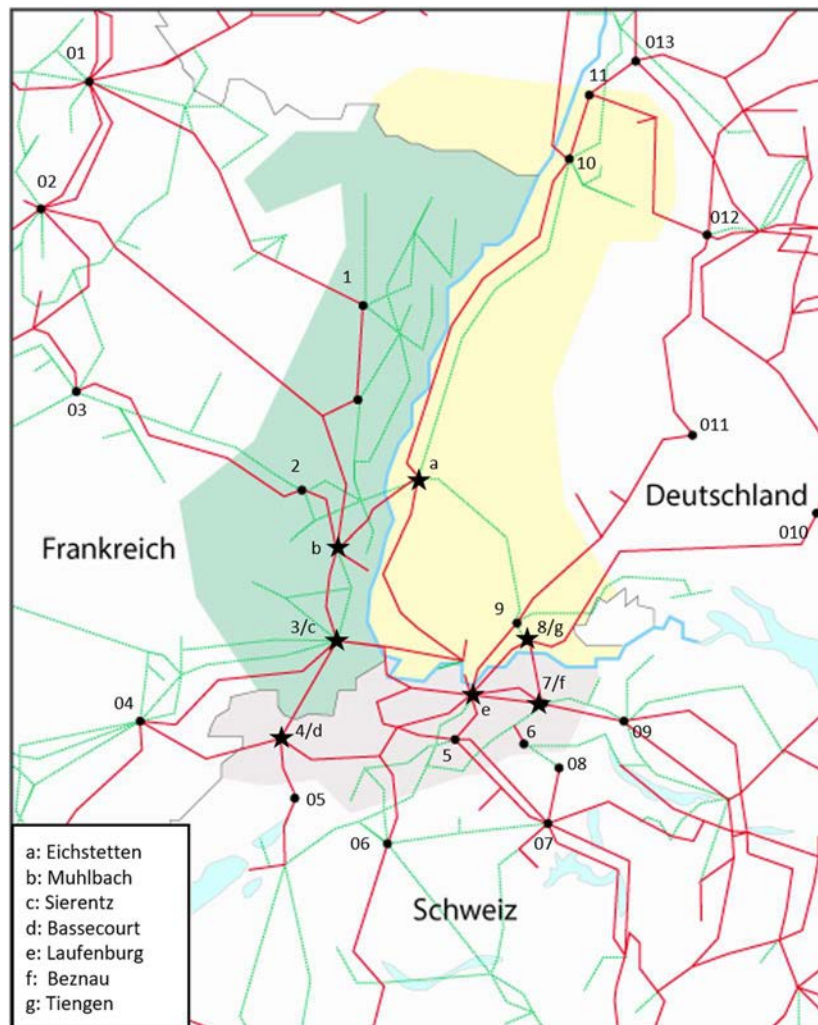 01
013
11
02
10
012
1
03
011
2
a
Deutschland
010
Frankreich
b
9
3/c
8/g
7/f
e
04
4/d
09
5
6
08
05
06
07
Schweiz
a: Eichstetten
b: Muhlbach
c: Sierentz
d: Bassecourt
e: Laufenburg
f: Beznau
g: Tiengen